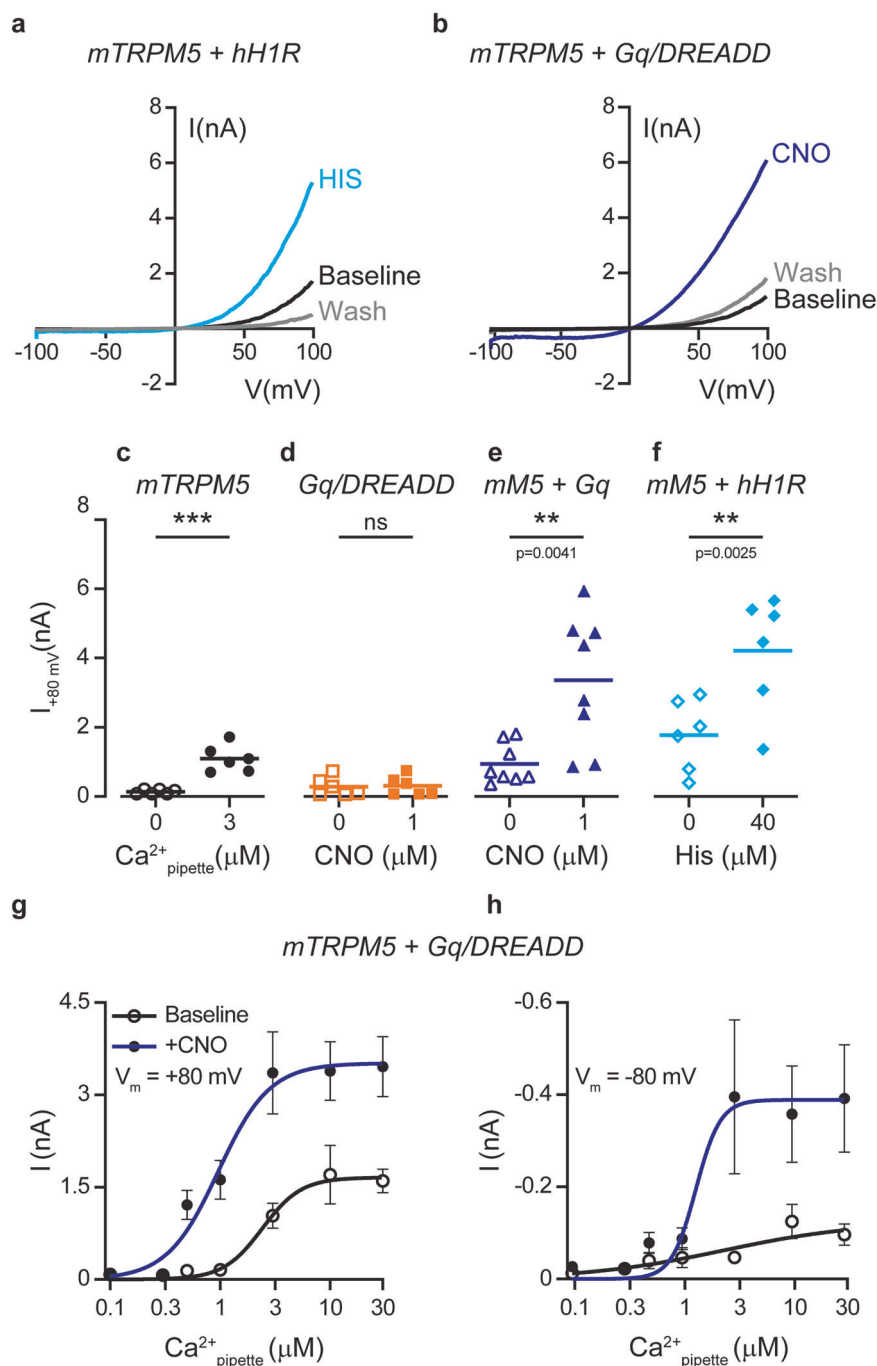 a
mTRPM5 + hH1R
8
I(nA)
6
HIS
4
2
Baseline
Wash
-100
-50
50
100
-2
V(mV)
b
mTRPM5 + Gq/DREADD
8
I(nA)
CNO
6
4
2
Wash
Baseline
-100
-50
50
100
-2
V(mV)
c
mTRPM5
d
Gq/DREADD
e
mM5 + Gq
f
mM5 + hH1R
8
***
ns
**
p=0.0041
**
p=0.0025
6
4
2
0
I+80 mV(nA)
0 3
Ca2+pipette(μM)
0 1
CNO (μM)
0 1
CNO (μM)
0 40
His (μM)
g
h
mTRPM5 + Gq/DREADD
4.5
Baseline
+CNO
Vm = +80 mV
3
1.5
0
I (nA)
0.1 0.3 1 3 10 30
Ca2+pipette (μM)
-0.6
Vm = -80 mV
-0.4
-0.2
0
I (nA)
0.1 0.3 1 3 10 30
Ca2+pipette (μM)